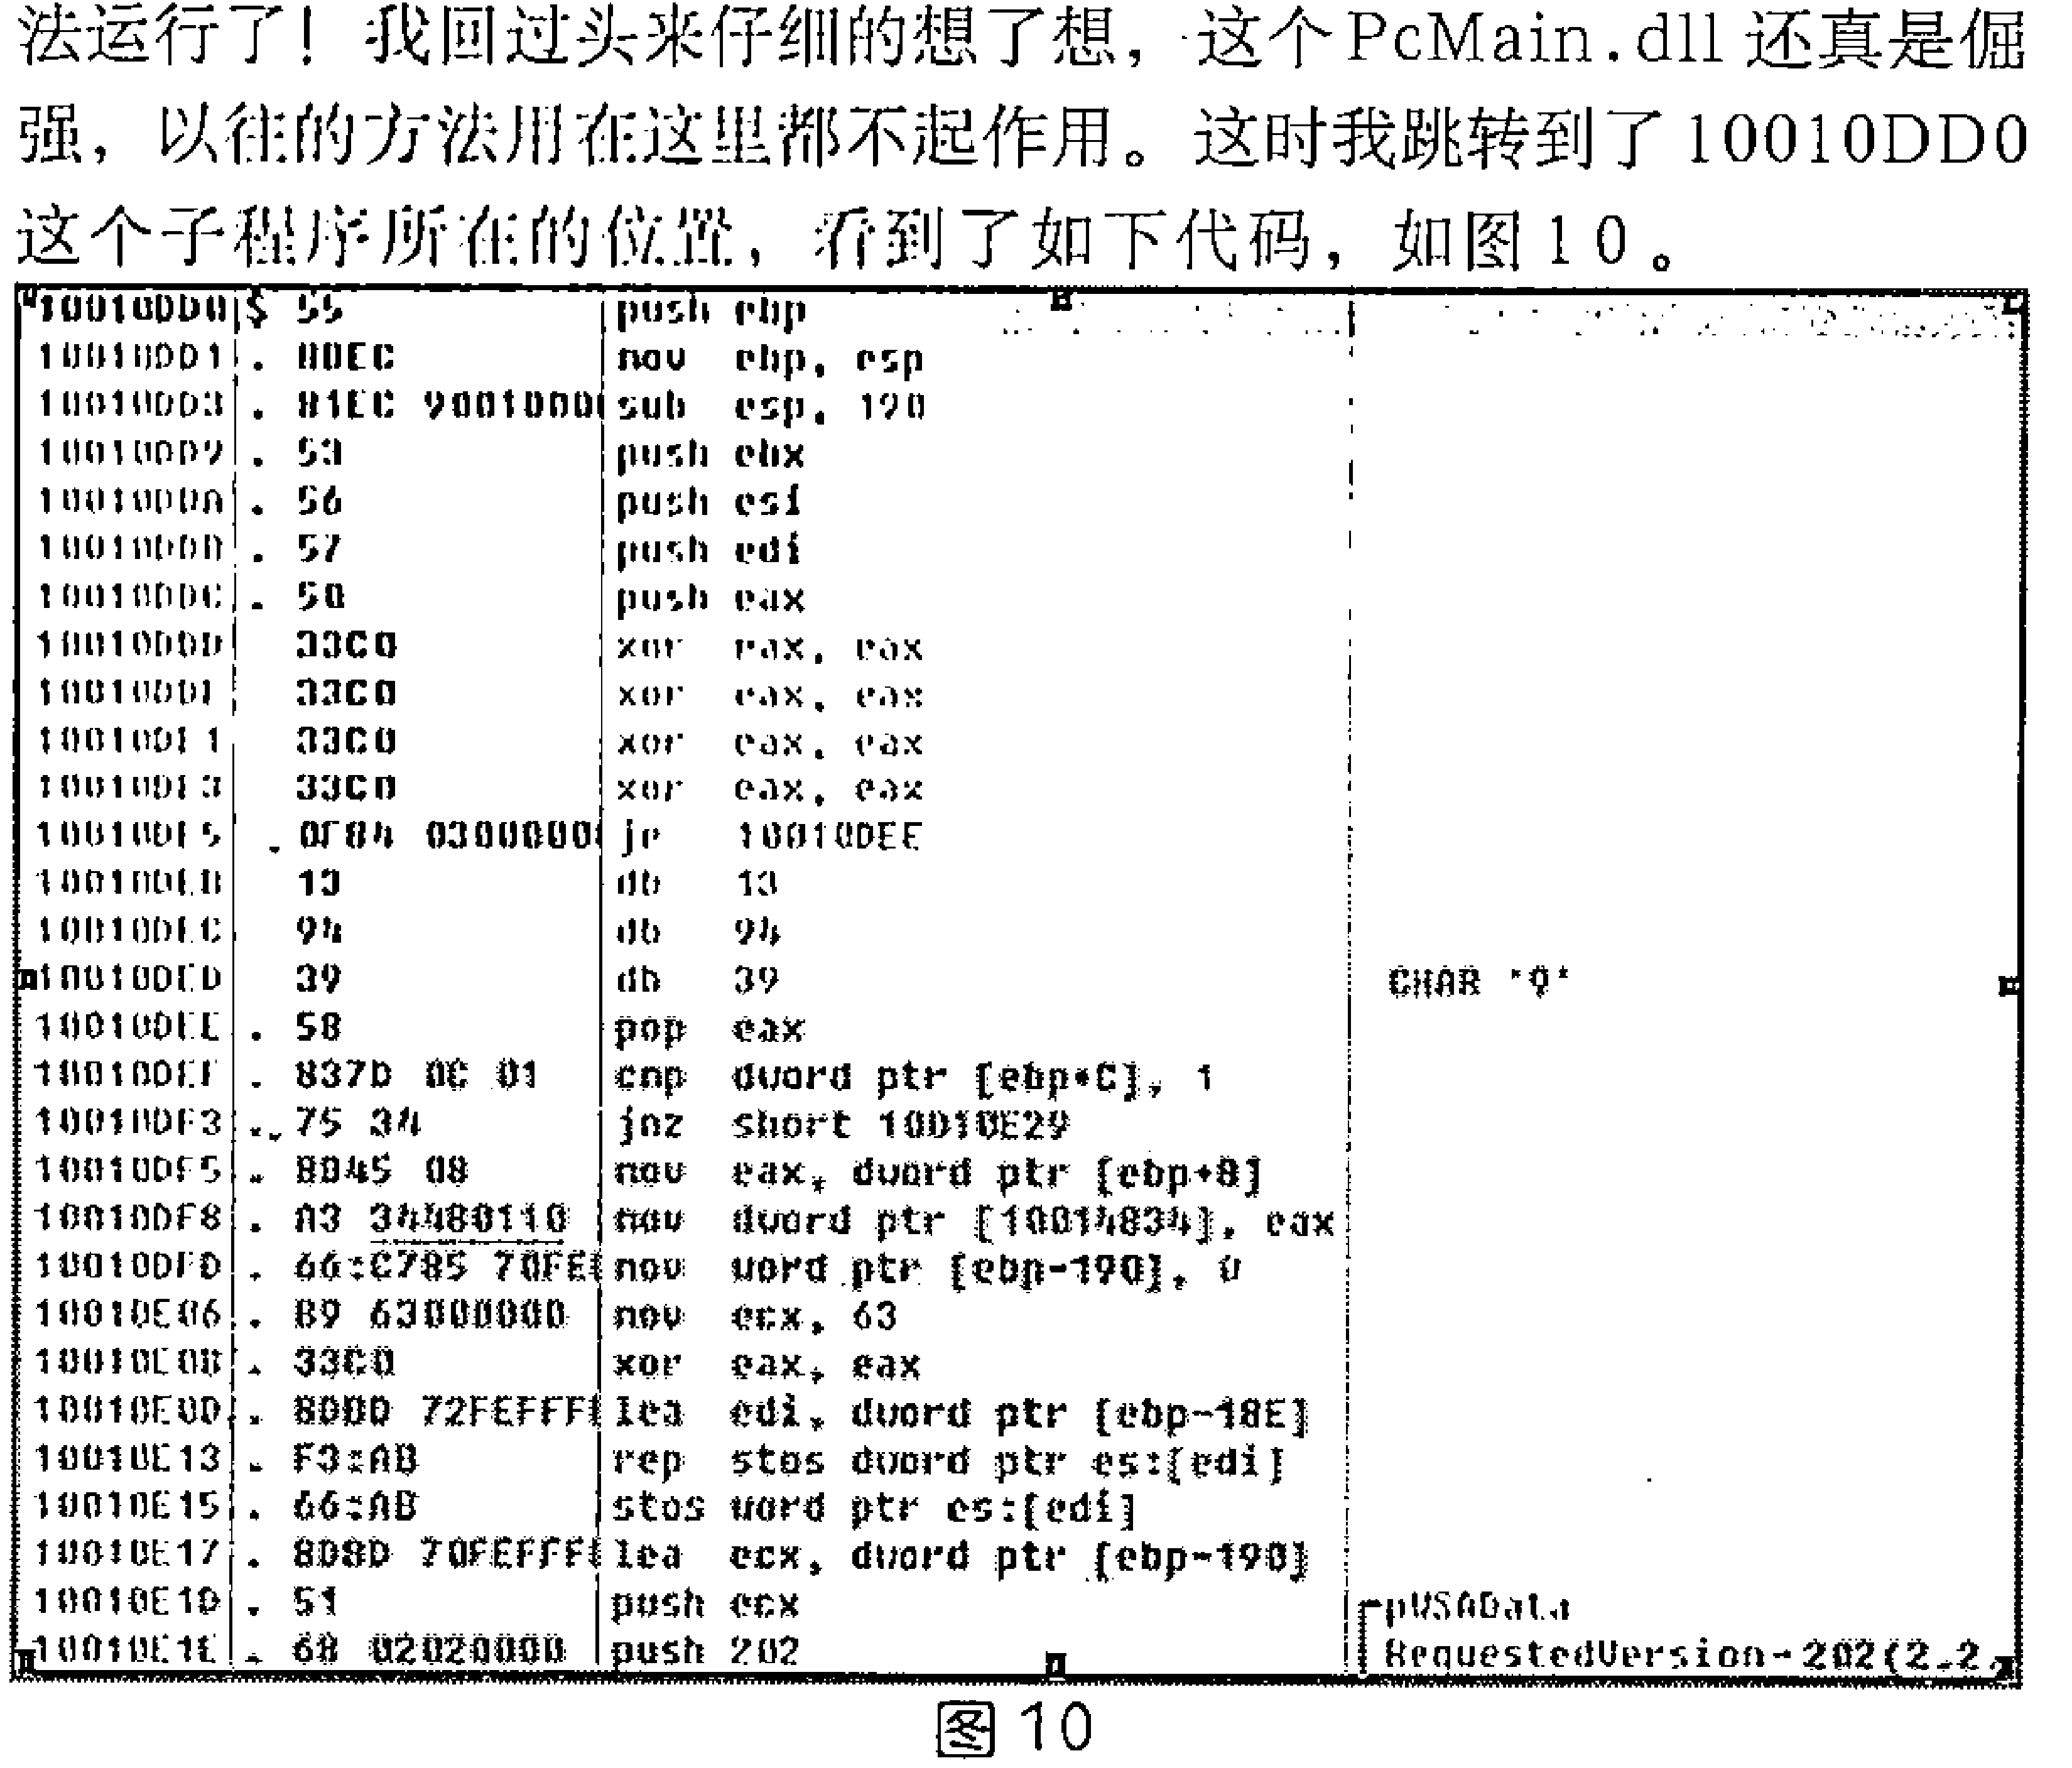 法运行了！我回过头来仔细的想了想，这个PcMain.dll还真是倔
强，以往的方法用在这里都不起作用。这时我跳转到了10010DD0
这个子程序所在的位置，看到了如下代码，如图10。
10010DD0 $ 55 push ebp
10010DD1 . 8BEC mov ebp, esp
10010DD3 . 81EC 90010000 sub esp, 190
10010DD9 . 53 push ebx
10010DDA . 56 push esi
10010DDB . 57 push edi
10010DDC . 50 push eax
10010DDD 33C0 xor eax, eax
10010DDF 33C0 xor eax, eax
10010DE1 33C0 xor eax, eax
10010DE3 33C0 xor eax, eax
10010DE5 . 0F84 03000000 je 10010DEE
10010DEB 13 db 13
10010DEC 94 db 94
10010DED 39 db 39 CHAR '9'
10010DEE . 58 pop eax
10010DEF . 837D 0C 01 cmp dword ptr [ebp+C], 1
10010DF3 . 75 34 jnz short 10010E29
10010DF5 . 8B45 08 mov eax, dword ptr [ebp+8]
10010DF8 . A3 34480110 mov dword ptr [10014834], eax
10010DFD . 66:C785 70FE mov word ptr [ebp-190], 0
10010E06 . B9 63000000 mov ecx, 63
10010E0B . 33C0 xor eax, eax
10010E0D . 8DBD 72FEFFF lea edi, dword ptr [ebp-18E]
10010E13 . F3:AB rep stos dword ptr es:[edi]
10010E15 . 66:AB stos word ptr es:[edi]
10010E17 . 8D8D 70FEFFF lea ecx, dword ptr [ebp-190]
10010E1D . 51 push ecx pWSAData
10010E1E . 68 02020000 push 202 RequestedVersion=202(2.2.
图10